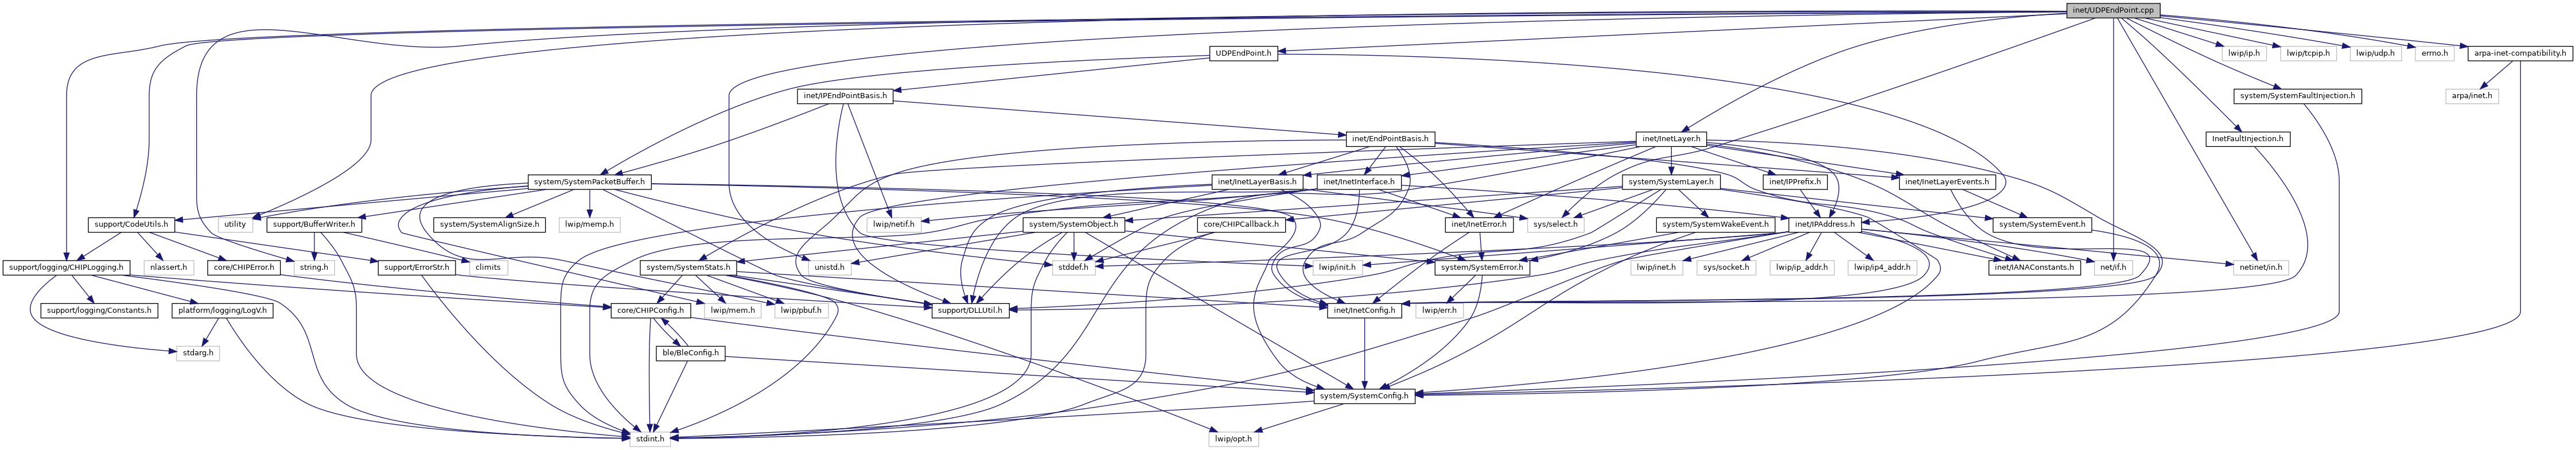 inet/UDPEndPoint.cpp
UDPEndPoint.h
lwip/ip.h
lwip/tcpip.h
lwip/udp.h
errno.h
arpa-inet-compatibility.h
inet/IPEndPointBasis.h
system/SystemFaultInjection.h
arpa/inet.h
inet/EndPointBasis.h
inet/InetLayer.h
InetFaultInjection.h
system/SystemPacketBuffer.h
inet/InetLayerBasis.h
inet/InetInterface.h
system/SystemLayer.h
inet/IPPrefix.h
inet/InetLayerEvents.h
support/CodeUtils.h
utility
support/BufferWriter.h
system/SystemAlignSize.h
lwip/memp.h
lwip/netif.h
system/SystemObject.h
core/CHIPCallback.h
inet/InetError.h
sys/select.h
system/SystemWakeEvent.h
inet/IPAddress.h
system/SystemEvent.h
support/logging/CHIPLogging.h
nlassert.h
core/CHIPError.h
string.h
support/ErrorStr.h
climits
system/SystemStats.h
unistd.h
stddef.h
lwip/init.h
system/SystemError.h
lwip/inet.h
sys/socket.h
lwip/ip_addr.h
lwip/ip4_addr.h
inet/IANAConstants.h
net/if.h
netinet/in.h
support/logging/Constants.h
platform/logging/LogV.h
core/CHIPConfig.h
lwip/mem.h
lwip/pbuf.h
support/DLLUtil.h
inet/InetConfig.h
lwip/err.h
stdarg.h
ble/BleConfig.h
system/SystemConfig.h
stdint.h
lwip/opt.h